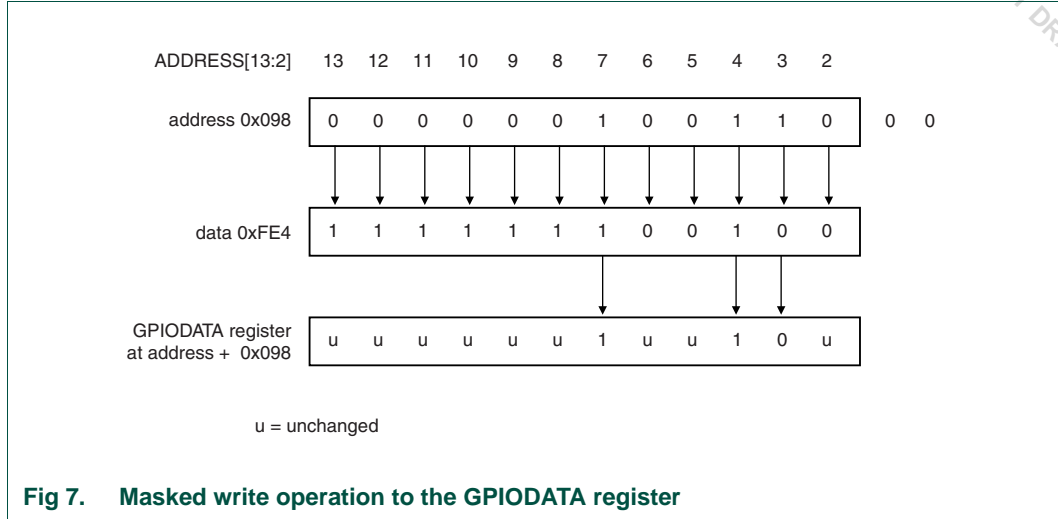 ADDRESS[13:2] 13 12 11 10 9 8 7 6 5 4 3 2
address 0x098 0 0 0 0 0 0 1 0 0 1 1 0 0 0
data 0xFE4 1 1 1 1 1 1 1 0 0 1 0 0
GPIODATA register
at address + 0x098
u u u u u u 1 u u 1 0 u
u = unchanged
Fig 7. Masked write operation to the GPIODATA register